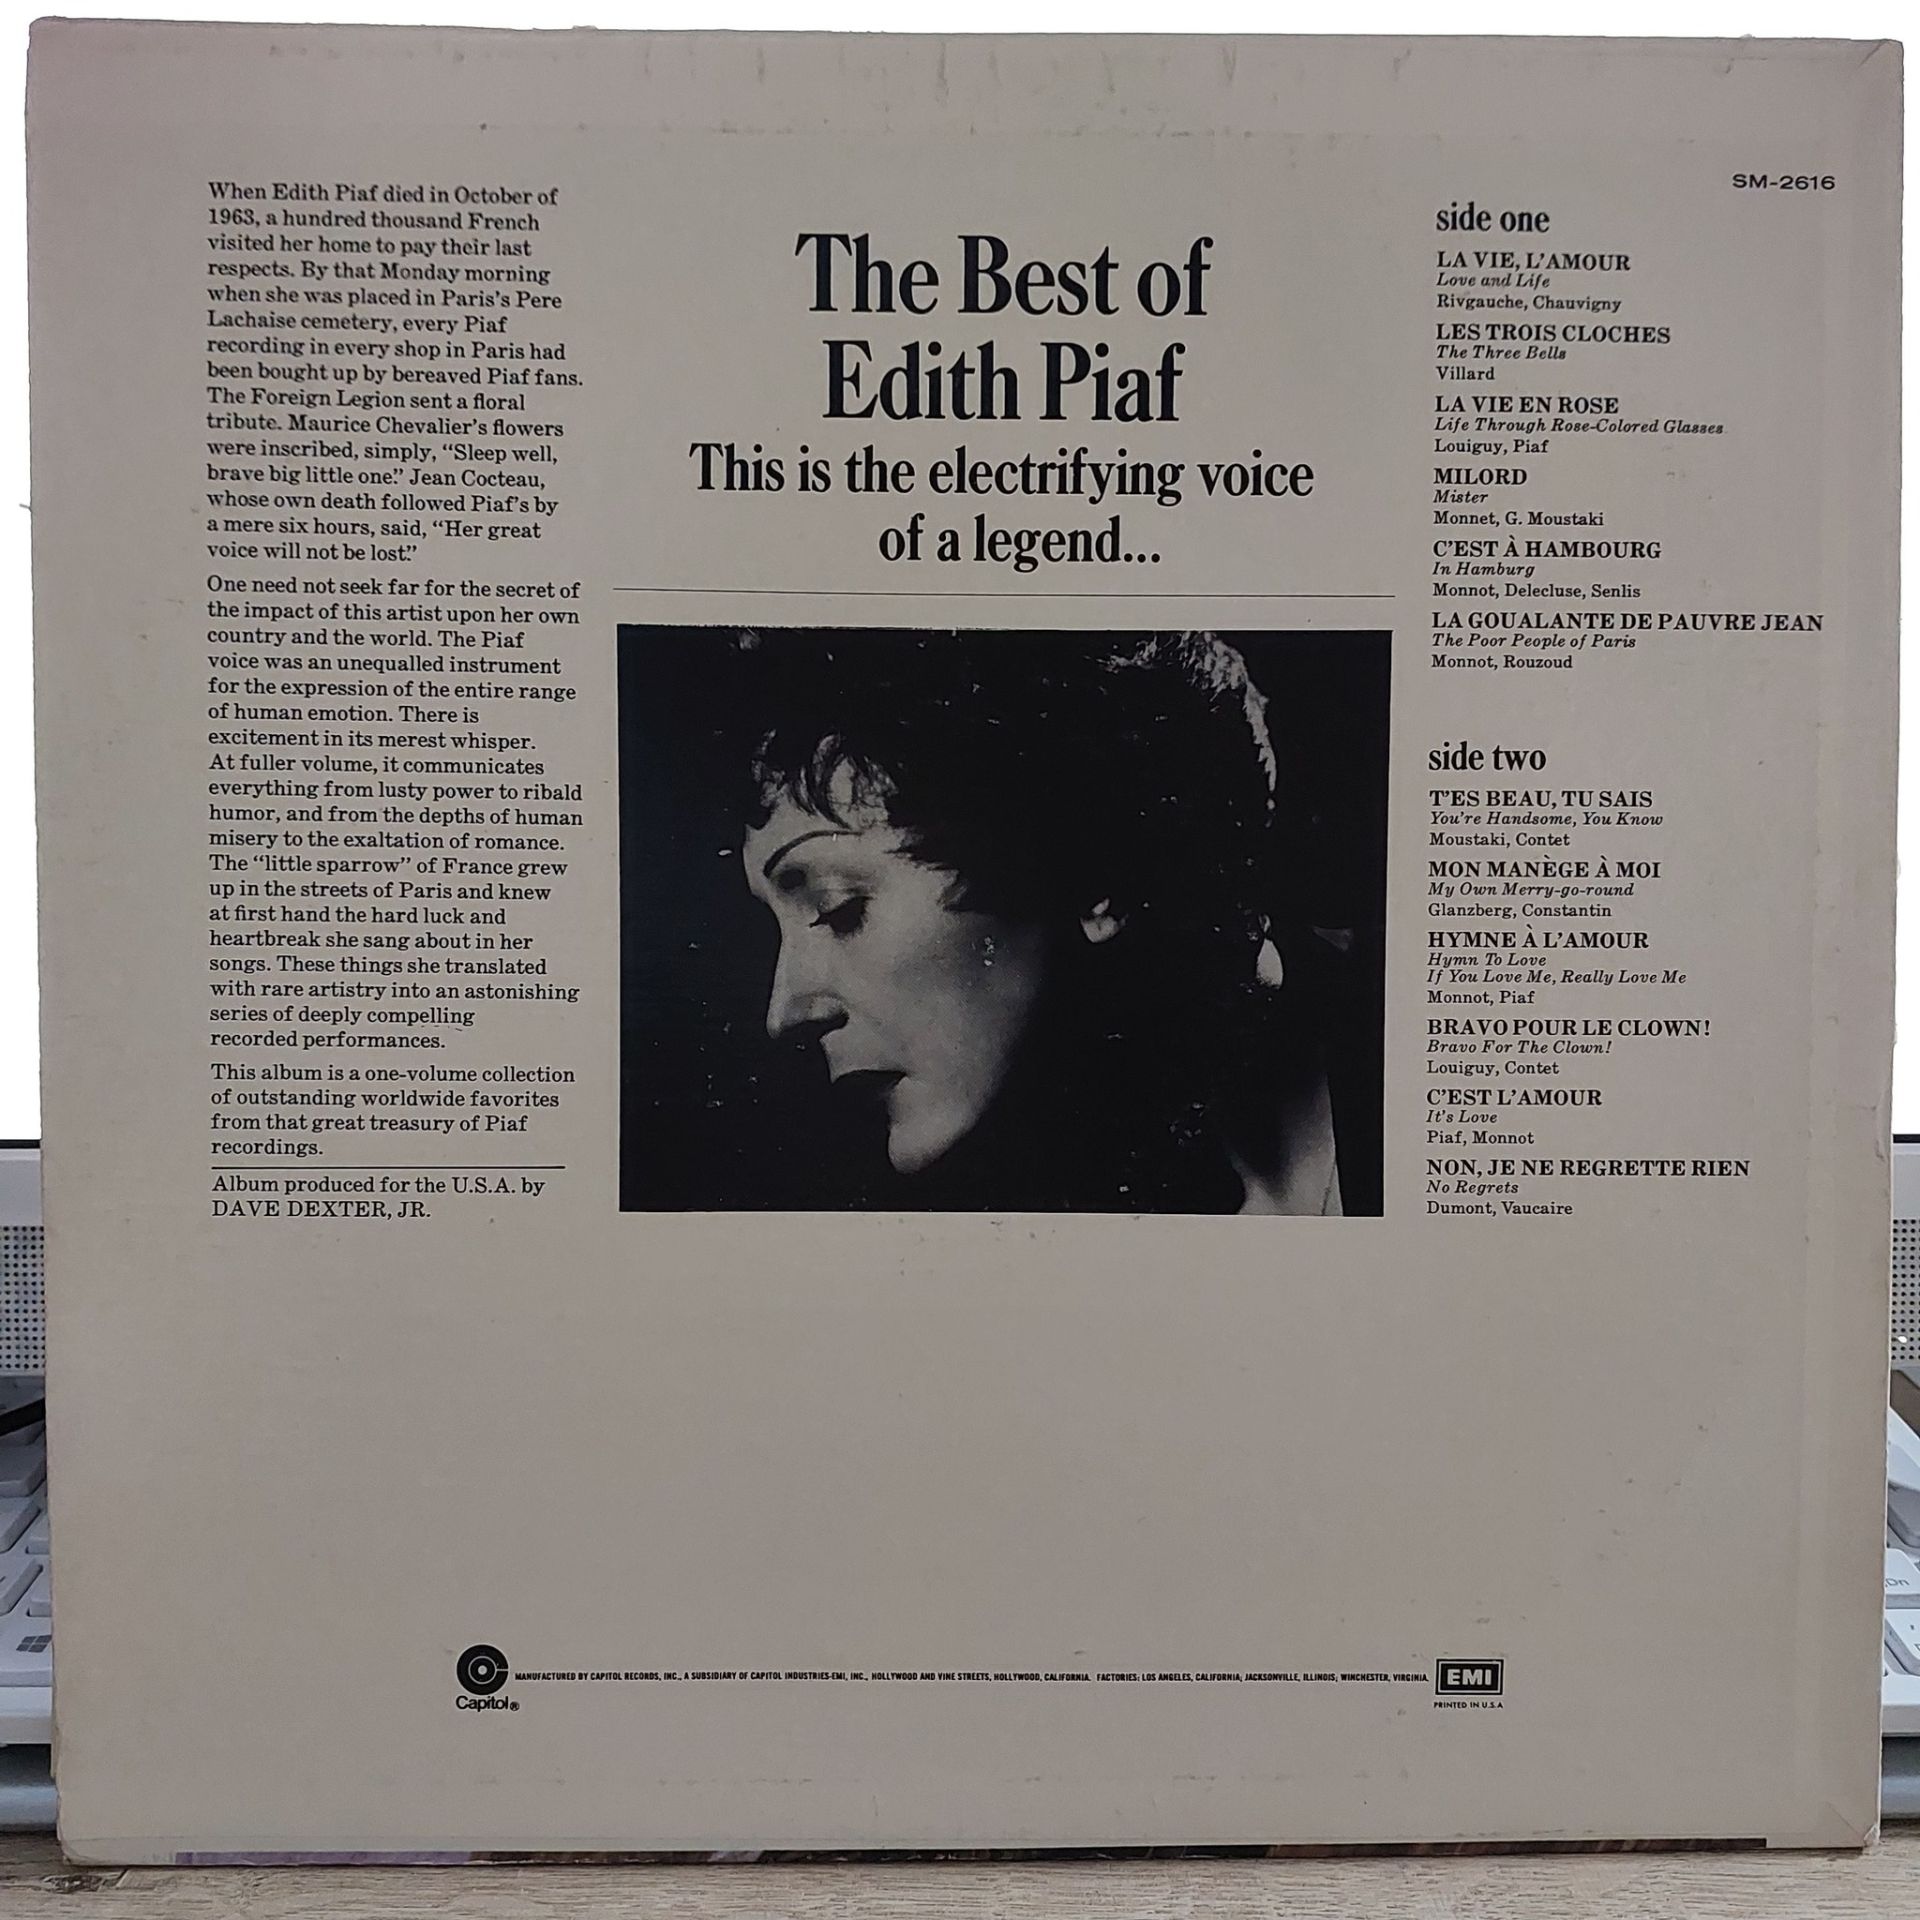 When Edith Piaf died in October of
1963, a hundred thousand French
visited her home to pay their last
respects. By that Monday morning
when she was placed in Paris's Pere
Lachaise cemetery, every Piaf
recording in every shop in Paris had
been bought up by bereaved Piaf fans.
The Foreign Legion sent a floral
tribute. Maurice Chevalier's flowers
were inscribed, simply, "Sleep well,
brave big little one." Jean Cocteau,
whose own death followed Piaf's by
a mere six hours, said, "Her great
voice will not be lost."
One need not seek far for the secret of
the impact of this artist upon her own
country and the world. The Piaf
voice was an unequalled instrument
for the expression of the entire range
of human emotion. There is
excitement in its merest whisper.
At fuller volume, it communicates
everything from lusty power to ribald
humor, and from the depths of human
misery to the exaltation of romance.
The "little sparrow" of France grew
up in the streets of Paris and knew
at first hand the hard luck and
heartbreak she sang about in her
songs. These things she translated
with rare artistry into an astonishing
series of deeply compelling
recorded performances.
This album is a one-volume collection
of outstanding worldwide favorites
from that great treasury of Piaf
recordings.
Album produced for the U.S.A. by
DAVE DEXTER, JR.
The Best of
Edith Piaf
This is the electrifying voice
of a legend...
SM-2616
side one
LA VIE, L'AMOUR
Love and Life
Rivgauche, Chauvigny
LES TROIS CLOCHES
The Three Bells
Villard
LA VIE EN ROSE
Life Through Rose-Colored Glasses
Louiguy, Piaf
MILORD
Mister
Monnet, G. Moustaki
C'EST À HAMBOURG
In Hamburg
Monnot, Delecluse, Senlis
LA GOUALANTE DE PAUVRE JEAN
The Poor People of Paris
Monnot, Rouzoud
side two
T'ES BEAU, TU SAIS
You're Handsome, You Know
Moustaki, Contet
MON MANÈGE À MOI
My Own Merry-go-round
Glanzberg, Constantin
HYMNE À L'AMOUR
Hymn To Love
If You Love Me, Really Love Me
Monnot, Piaf
BRAVO POUR LE CLOWN!
Bravo For The Clown!
Louiguy, Contet
C'EST L'AMOUR
It's Love
Piaf, Monnot
NON, JE NE REGRETTE RIEN
No Regrets
Dumont, Vaucaire
Capitol®
MANUFACTURED BY CAPITOL RECORDS, INC., A SUBSIDIARY OF CAPITOL INDUSTRIES-EMI, INC., HOLLYWOOD AND VINE STREETS, HOLLYWOOD, CALIFORNIA. FACTORIES: LOS ANGELES, CALIFORNIA; JACKSONVILLE, ILLINOIS; WINCHESTER, VIRGINIA.
EMI
PRINTED IN U.S.A